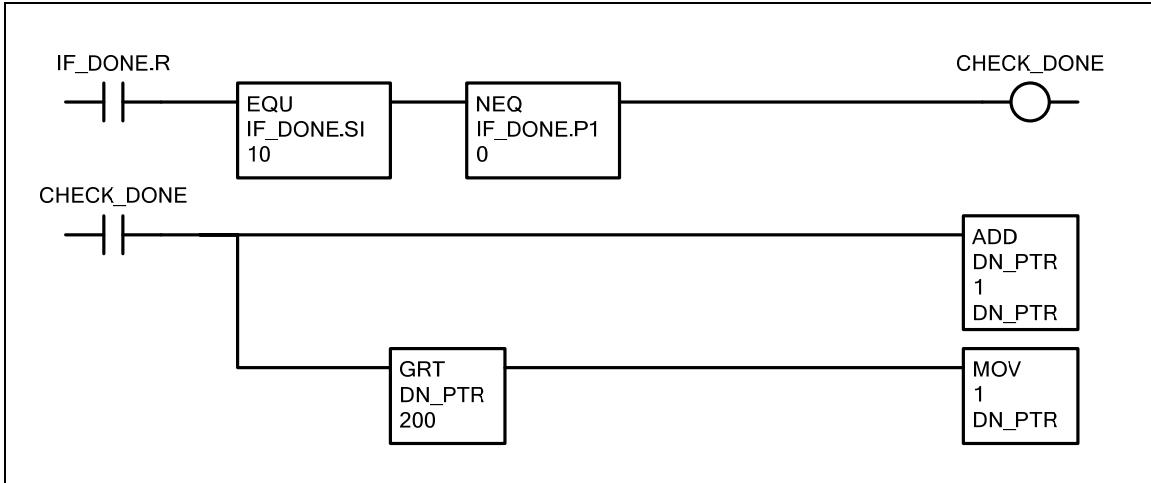 IF_DONE.R
CHECK_DONE
EQU
IF_DONE.SI
10
NEQ
IF_DONE.P1
0
CHECK_DONE
ADD
DN_PTR
1
DN_PTR
GRT
DN_PTR
200
MOV
1
DN_PTR